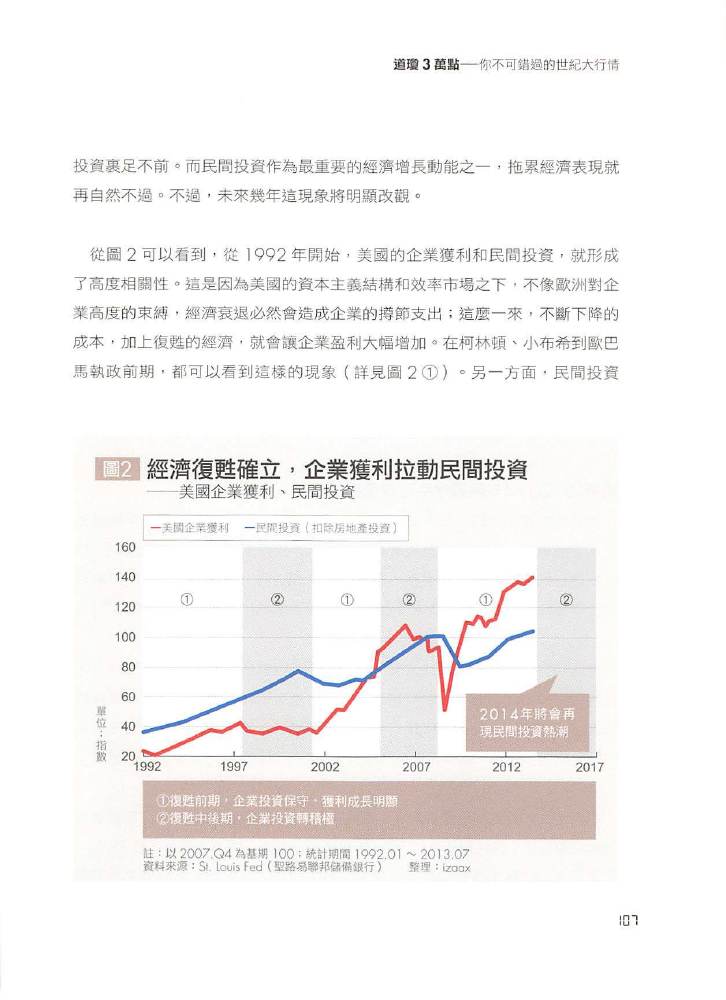 道瓊3萬點——你不可錯過的世紀大行情
投資裹足不前。而民間投資作為最重要的經濟增長動能之一,拖累經濟表現就
再自然不過。不過,未來幾年這現象將明顯改觀。
從圖2可以看到,從1992年開始,美國的企業獲利和民間投資,就形成
了高度相關性。這是因為美國的資本主義結構和效率市場之下,不像歐洲對企
業高度的束縛,經濟衰退必然會造成企業的撙節支出;這麼一來,不斷下降的
成本,加上復甦的經濟,就會讓企業盈利大幅增加。在柯林頓、小布希到歐巴
馬執政前期,都可以看到這樣的現象(詳見圖2①)。另一方面,民間投資
圖2 經濟復甦確立,企業獲利拉動民間投資
——美國企業獲利、民間投資
美國企業獲利 民間投資(扣除房地產投資)
160
140
120
100
80
60
40
20
單位:指數
① ② ① ② ① ②
2014年將會再
現民間投資熱潮
1992 1997 2002 2007 2012 2017
①復甦前期,企業投資保守,獲利成長明顯
②復甦中後期,企業投資轉積極
註:以2007.Q4為基期100;統計期間1992.01~2013.07
資料來源:St. Louis Fed(聖路易聯邦儲備銀行) 整理:izaax
107